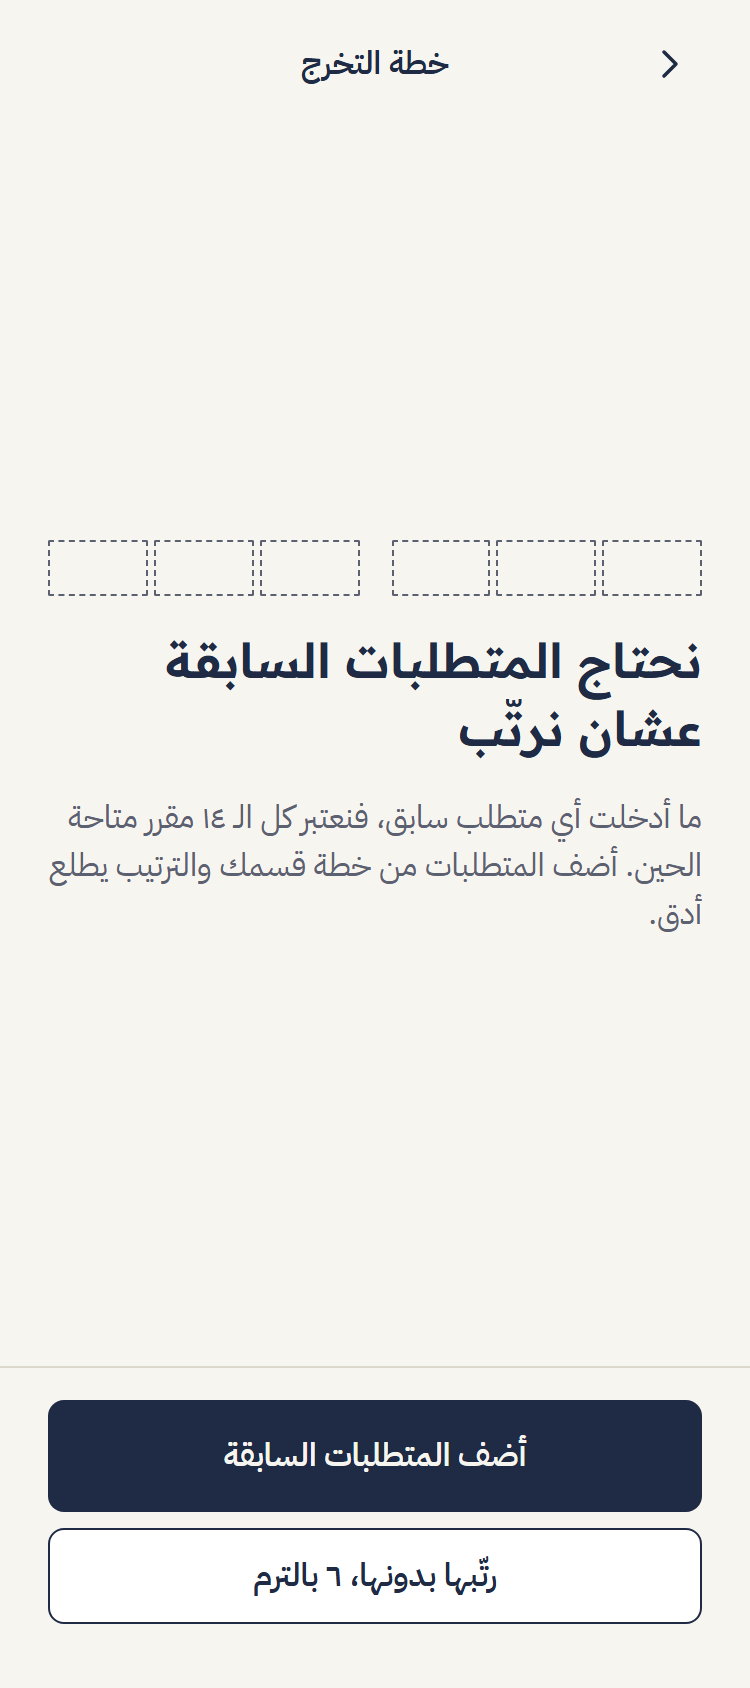 خطة التخرج
نحتاج المتطلبات السابقة
عشان نرتّب
ما أدخلت أي متطلب سابق، فنعتبر كل الـ ١٤ مقرر متاحة
الحين. أضف المتطلبات من خطة قسمك والترتيب يطلع
أدق.
أضف المتطلبات السابقة
رتّبها بدونها، ٦ بالترم